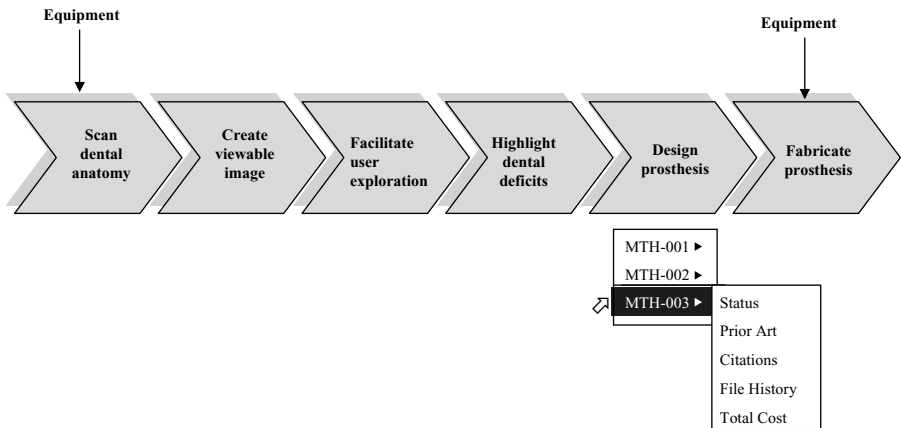 Equipment
Equipment
Scan
dental
anatomy
Create
viewable
image
Facilitate
user
exploration
Highlight
dental
deficits
Design
prosthesis
Fabricate
prosthesis
MTH-001 ▶
MTH-002 ▶
MTH-003 ▶
Status
Prior Art
Citations
File History
Total Cost